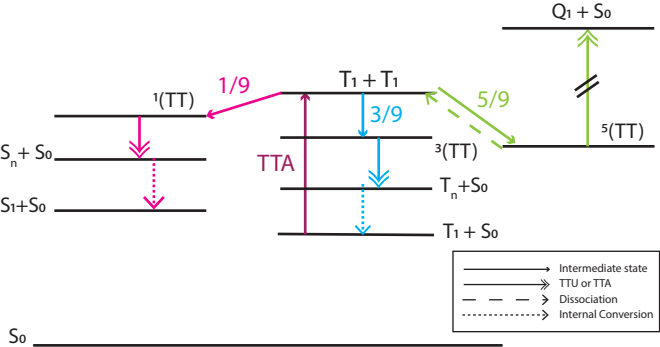 Q₁ + S₀
T₁ + T₁
1/9
5/9
¹(TT)
3/9
⁵(TT)
³(TT)
Sₙ + S₀
TTA
Tₙ+S₀
S₁+S₀
T₁ + S₀
Intermediate state
TTU or TTA
Dissociation
Internal Conversion
S₀